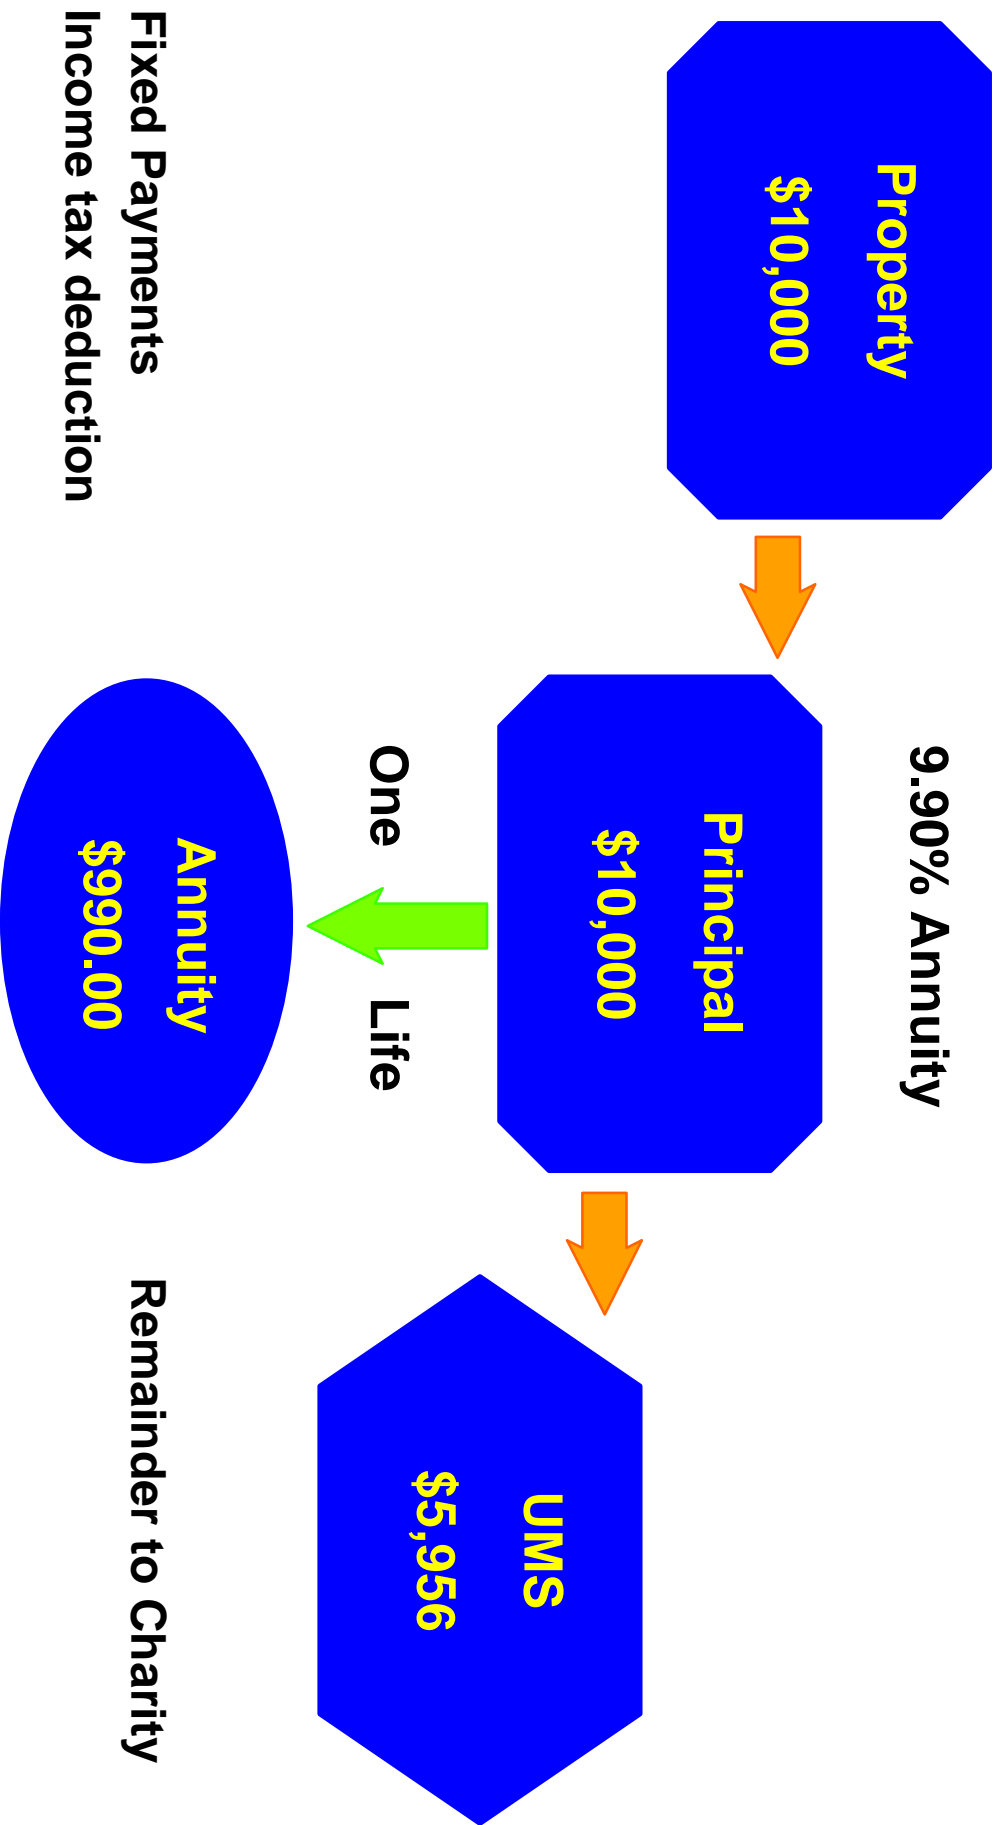 9.90% Annuity
Property
$10,000
Principal
$10,000
UMS
$5,956
One Life
Annuity
$990.00
Fixed Payments
Income tax deduction
Remainder to Charity